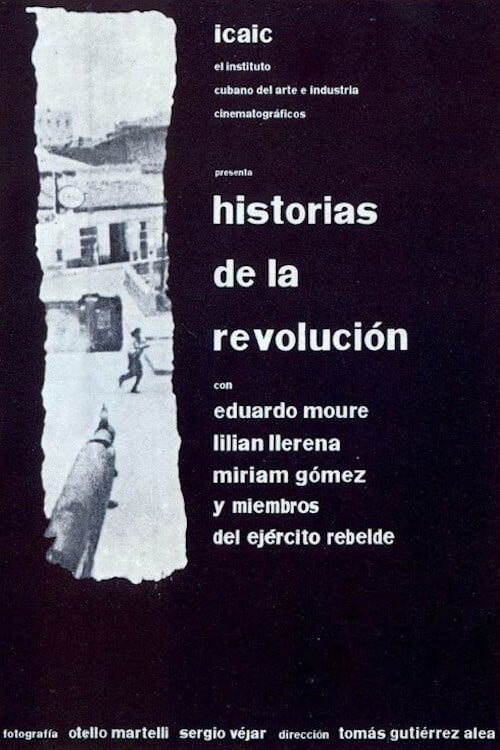 icaic
el instituto
cubano del arte e industria
cinematográficos
presenta
historias
de la
revolución
con
eduardo moure
lilian llerena
miriam gómez
y miembros
del ejército rebelde
fotografía otello martelli sergio véjar dirección tomás gutiérrez alea